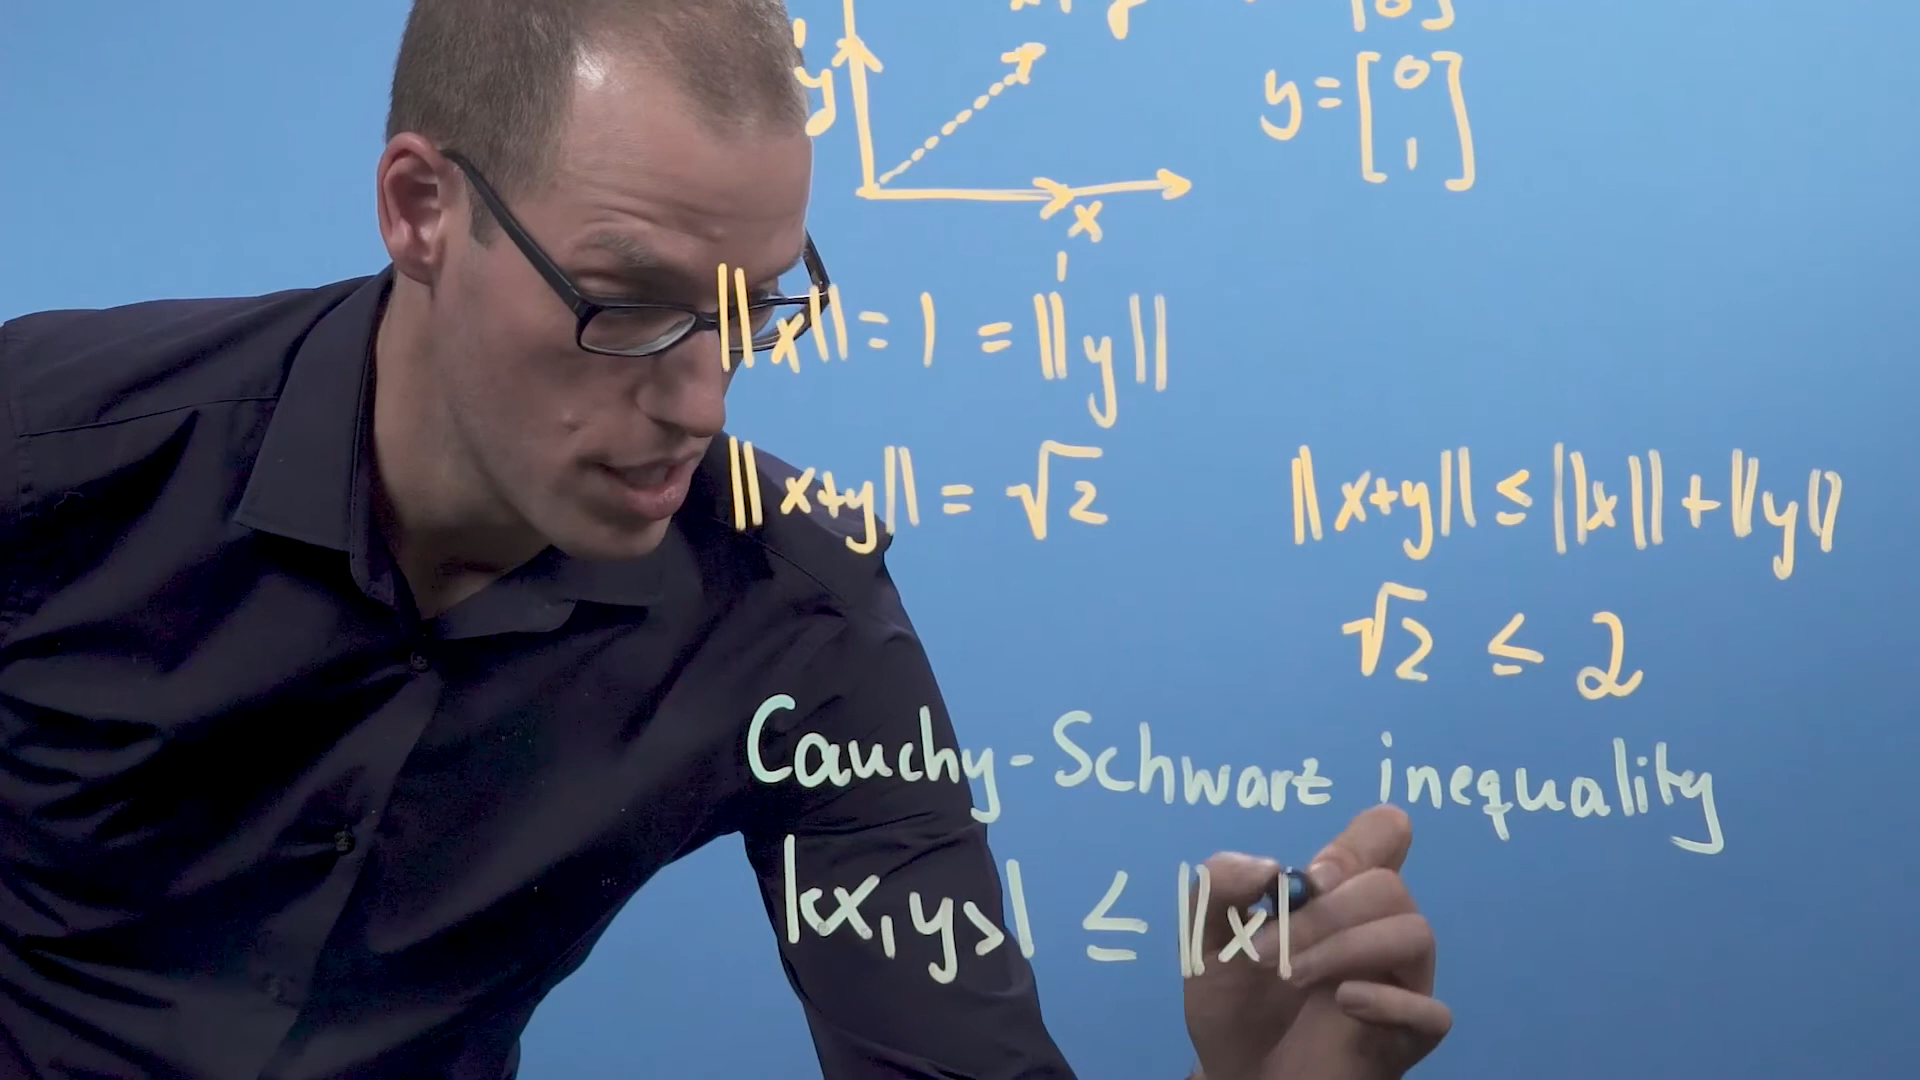 y x
y = [0 1]
||x|| = 1 = ||y||
||x+y|| = √2
||x+y|| ≤ ||x|| + ||y||
√2 ≤ 2
Cauchy-Schwarz inequality
|<x,y>| ≤ ||x|